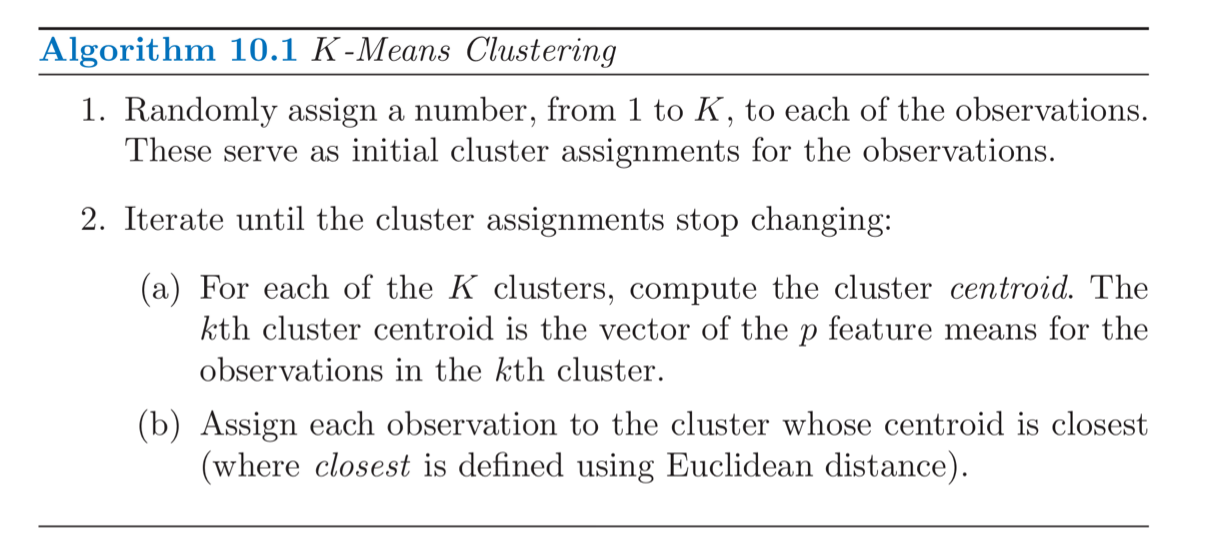 Algorithm 10.1 K-Means Clustering
1. Randomly assign a number, from 1 to K, to each of the observations.
These serve as initial cluster assignments for the observations.
2. Iterate until the cluster assignments stop changing:
(a) For each of the K clusters, compute the cluster centroid. The
kth cluster centroid is the vector of the p feature means for the
observations in the kth cluster.
(b) Assign each observation to the cluster whose centroid is closest
(where closest is defined using Euclidean distance).